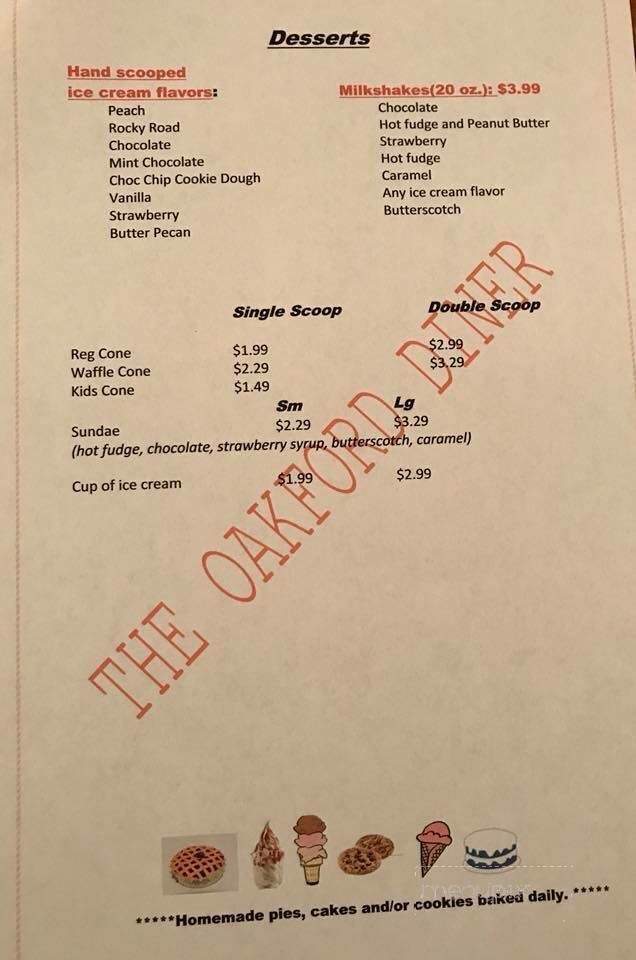 Desserts
Hand scooped
ice cream flavors:
Peach
Rocky Road
Chocolate
Mint Chocolate
Choc Chip Cookie Dough
Vanilla
Strawberry
Butter Pecan
Milkshakes(20 oz.): $3.99
Chocolate
Hot fudge and Peanut Butter
Strawberry
Hot fudge
Caramel
Any ice cream flavor
Butterscotch
Single Scoop Double Scoop
Reg Cone $1.99 $2.99
Waffle Cone $2.29 $3.29
Kids Cone $1.49
Sm Lg
Sundae $2.29 $3.29
(hot fudge, chocolate, strawberry syrup, butterscotch, caramel)
Cup of ice cream $1.99 $2.99
THE OAKFORD DINER
*****Homemade pies, cakes and/or cookies baked daily. *****